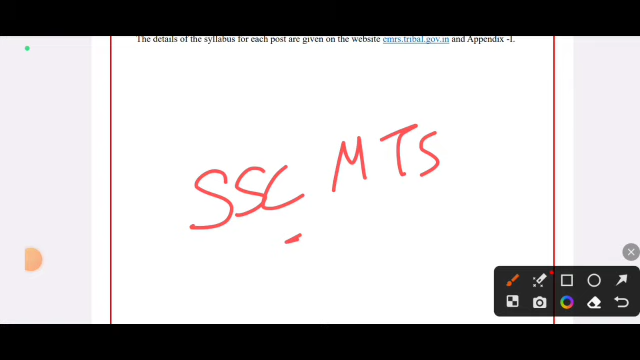 The details of the syllabus for each post are given on the website emrs.tribal.gov.in and Appendix -I.
SSC MTS